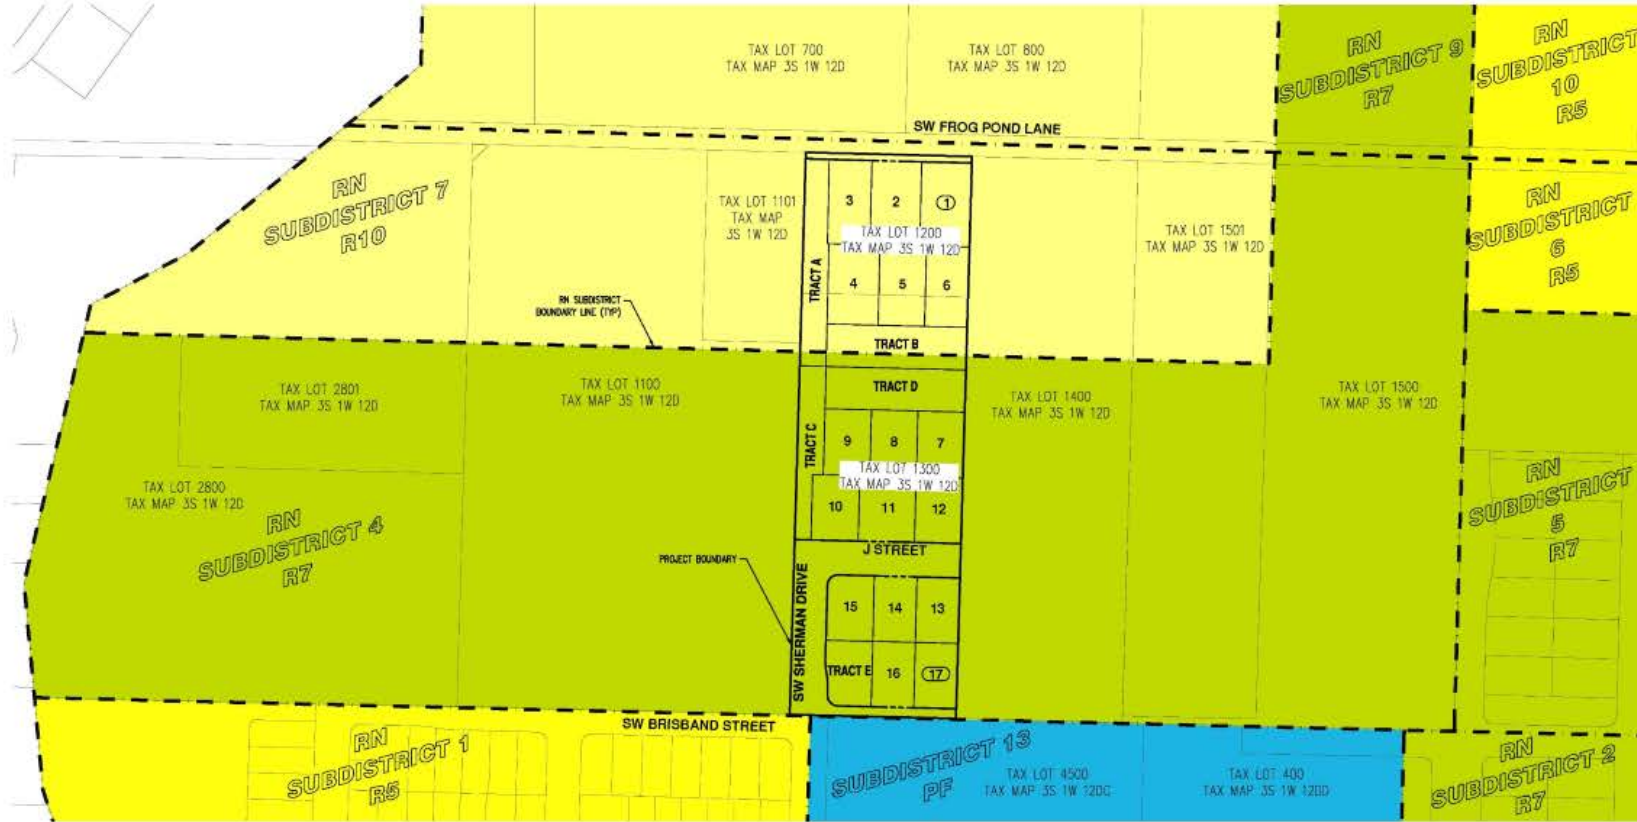 TAX LOT 700
TAX MAP 3S 1W 12D
TAX LOT 800
TAX MAP 3S 1W 12D
RN
SUBDISTRICT 9
R7
RN
SUBDISTRICT
10
R5
SW FROG POND LANE
RN
SUBDISTRICT 7
R10
TAX LOT 1101
TAX MAP
3S 1W 12D
3
2
1
TAX LOT 1200
TAX MAP 3S 1W 12D
TAX LOT 1501
TAX MAP 3S 1W 12D
RN
SUBDISTRICT
6
R5
TRACT A
4
5
6
RN SUBDISTRICT
BOUNDARY LINE (TYP)
TRACT B
TAX LOT 2801
TAX MAP 3S 1W 12D
TAX LOT 1100
TAX MAP 3S 1W 12D
TRACT D
TAX LOT 1400
TAX MAP 3S 1W 12D
TAX LOT 1500
TAX MAP 3S 1W 12D
TRACT C
9
8
7
TAX LOT 1300
TAX MAP 3S 1W 12D
TAX LOT 2800
TAX MAP 3S 1W 12D
RN
SUBDISTRICT 4
R7
10
11
12
RN
SUBDISTRICT
5
R7
J STREET
PROJECT BOUNDARY
SW SHERMAN DRIVE
15
14
13
TRACT E
16
17
SW BRISBAND STREET
RN
SUBDISTRICT 1
R5
SUBDISTRICT 13
PF
TAX LOT 4500
TAX MAP 3S 1W 12DC
TAX LOT 400
TAX MAP 3S 1W 12DD
RN
SUBDISTRICT 2
R7